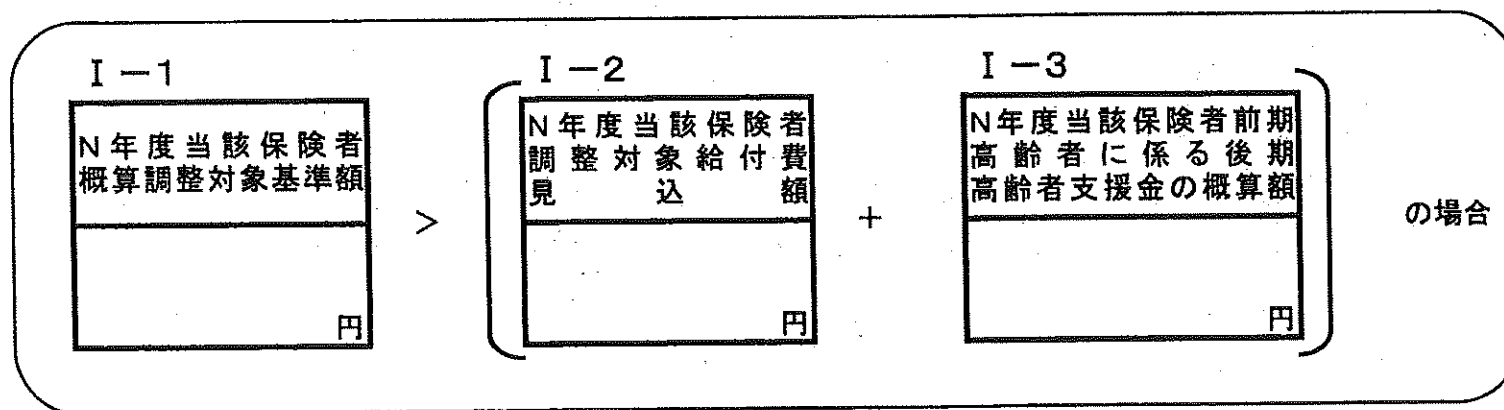 Ⅰ－1
N年度当該保険者
概算調整対象基準額
円
＞
Ⅰ－2
N年度当該保険者
調整対象給付費
見込額
円
＋
Ⅰ－3
N年度当該保険者前期
高齢者に係る後期
高齢者支援金の概算額
円
の場合